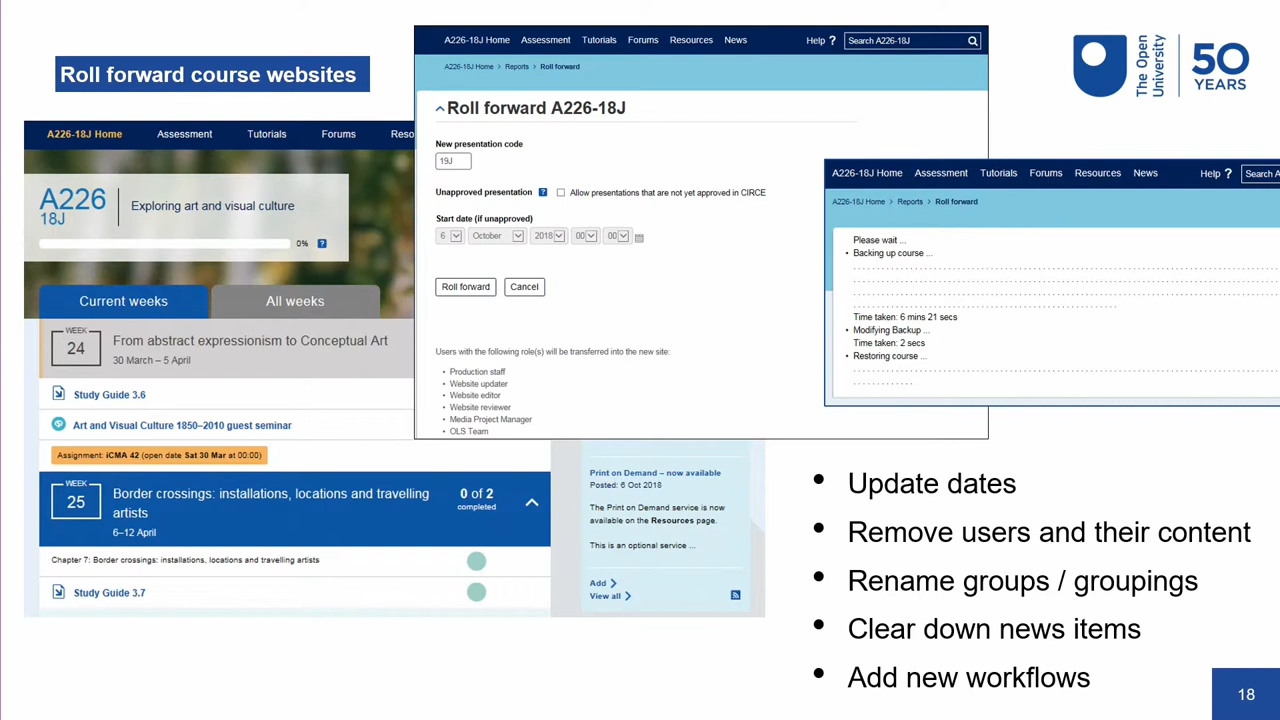 Roll forward course websites
The Open
University
50
YEARS
A226-18J Home Assessment Tutorials Forums Resources News Help ? Search A226-18J
A226-18J Home > Reports > Roll forward
Roll forward A226-18J
New presentation code
19J
Unapproved presentation ? Allow presentations that are not yet approved in CIRCE
Start date (if unapproved)
6 October 2018 00 00
Roll forward Cancel
Users with the following role(s) will be transferred into the new site:
• Production staff
• Website updater
• Website editor
• Website reviewer
• Media Project Manager
• OLS Team
A226-18J Home Assessment Tutorials Forums Resources News Help ? Search A
A226-18J Home > Reports > Roll forward
Please wait ...
• Backing up course ...
Time taken: 6 mins 21 secs
• Modifying Backup ...
Time taken: 2 secs
• Restoring course ...
A226-18J Home Assessment Tutorials Forums Reso
A226
18J
Exploring art and visual culture
0% ?
Current weeks All weeks
WEEK
24
From abstract expressionism to Conceptual Art
30 March – 5 April
Study Guide 3.6
Art and Visual Culture 1850–2010 guest seminar
Assignment: iCMA 42 (open date Sat 30 Mar at 00:00)
WEEK
25
Border crossings: installations, locations and travelling
artists
6–12 April
0 of 2
completed
Chapter 7: Border crossings: installations, locations and travelling artists
Study Guide 3.7
Print on Demand – now available
Posted: 6 Oct 2018
The Print on Demand service is now
available on the Resources page.
This is an optional service ...
Add >
View all >
• Update dates
• Remove users and their content
• Rename groups / groupings
• Clear down news items
• Add new workflows
18